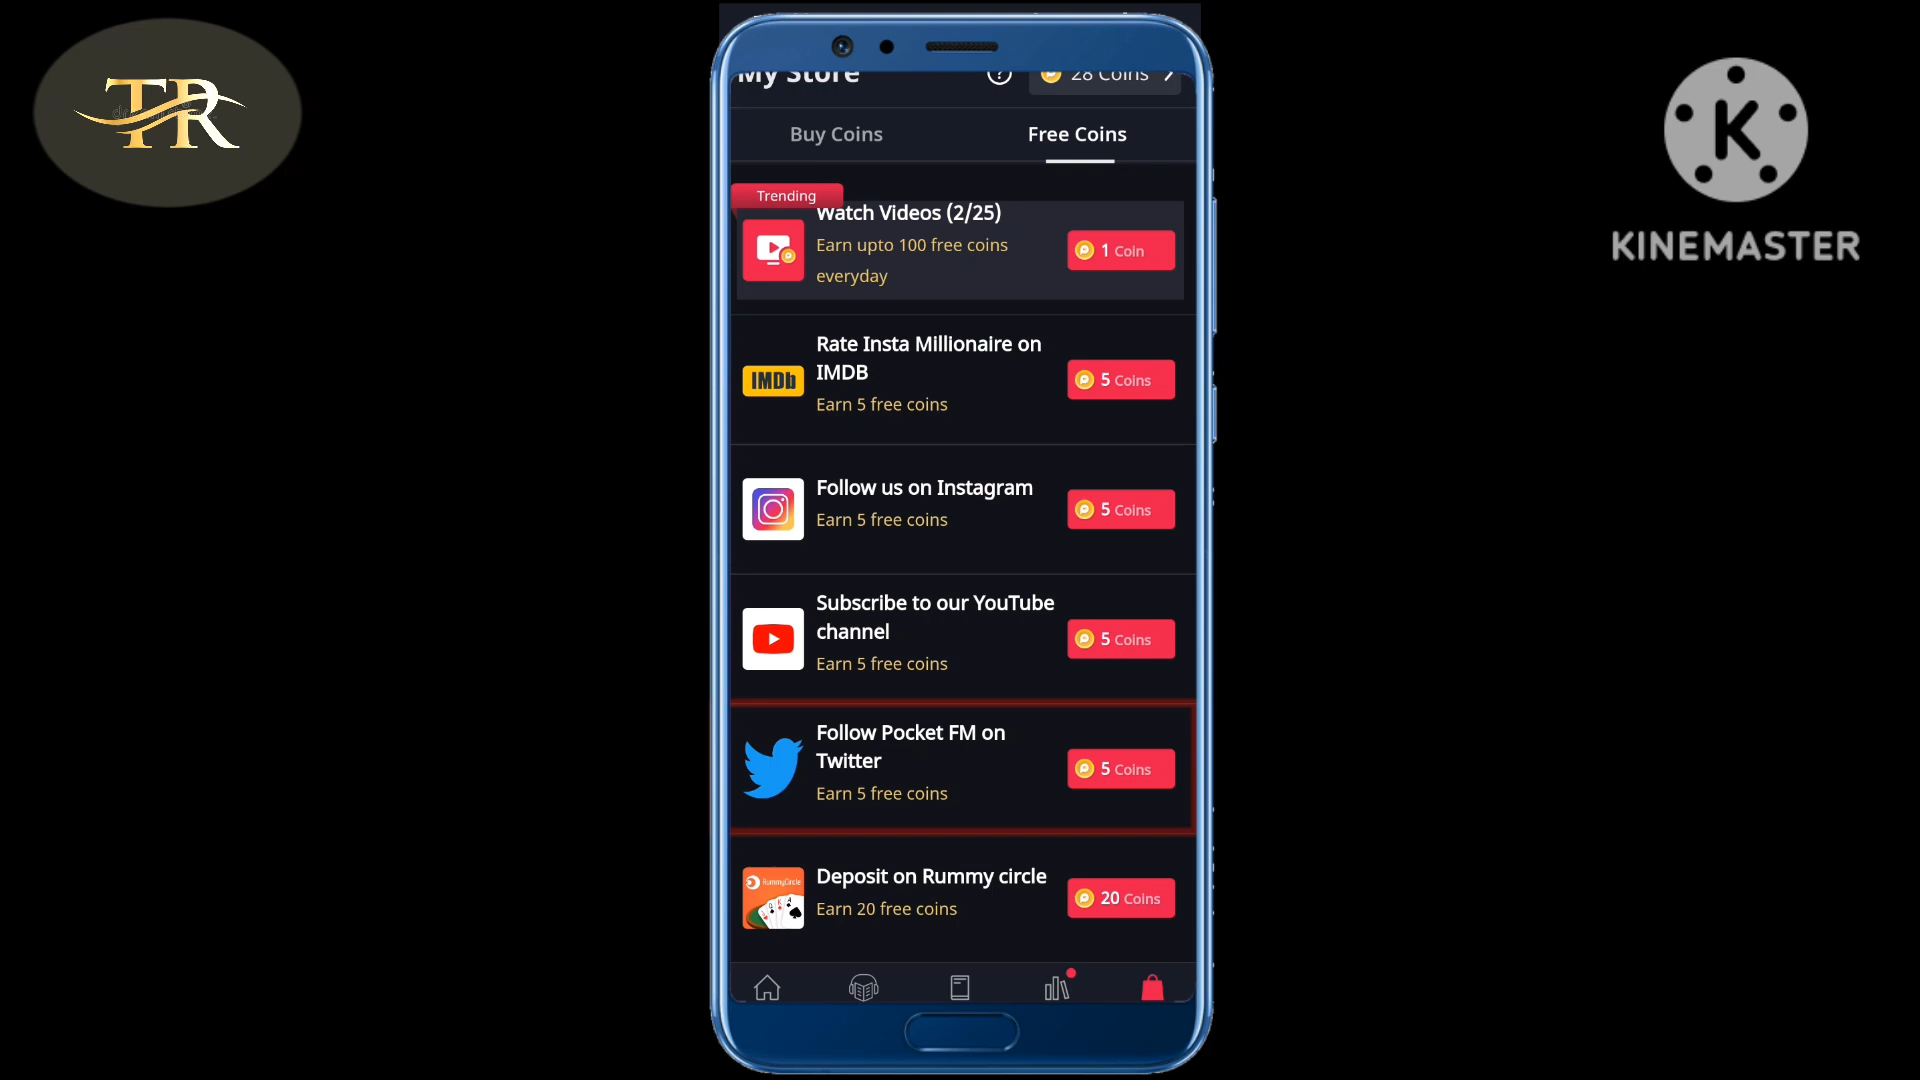 TR
KINEMASTER
My Store
28 Coins
Buy Coins
Free Coins
Trending
Watch Videos (2/25)
Earn upto 100 free coins
everyday
1 Coin
Rate Insta Millionaire on
IMDB
Earn 5 free coins
IMDb
5 Coins
Follow us on Instagram
Earn 5 free coins
5 Coins
Subscribe to our YouTube
channel
Earn 5 free coins
5 Coins
Follow Pocket FM on
Twitter
Earn 5 free coins
5 Coins
RummyCircle
Deposit on Rummy circle
Earn 20 free coins
20 Coins